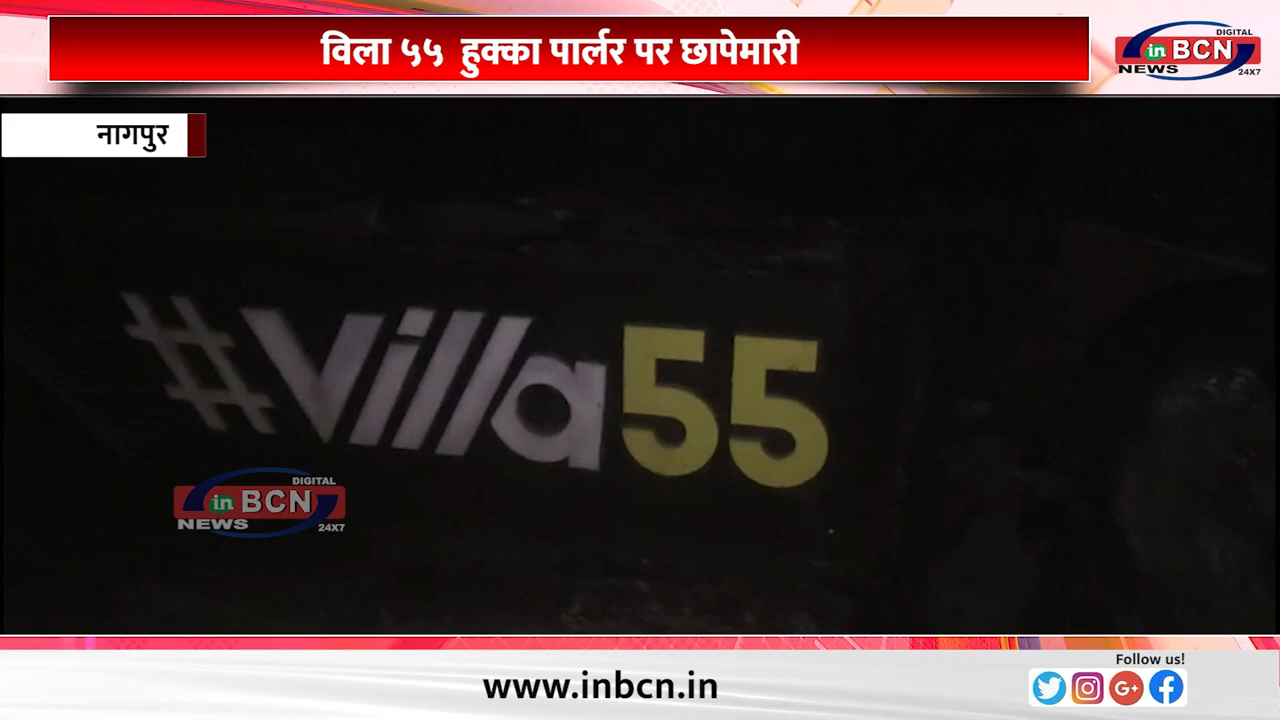 विला ५५ हुक्का पार्लर पर छापेमारी
DIGITAL
in BCN
NEWS 24X7
नागपुर
#Villa55
DIGITAL
in BCN
NEWS 24X7
Follow us!
www.inbcn.in
G+